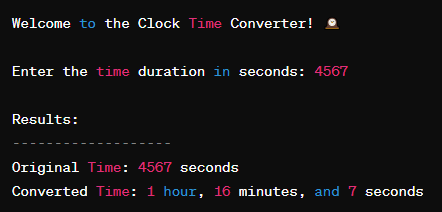 Welcome to the Clock Time Converter! 🕰️
Enter the time duration in seconds: 4567
Results:
-------------------
Original Time: 4567 seconds
Converted Time: 1 hour, 16 minutes, and 7 seconds